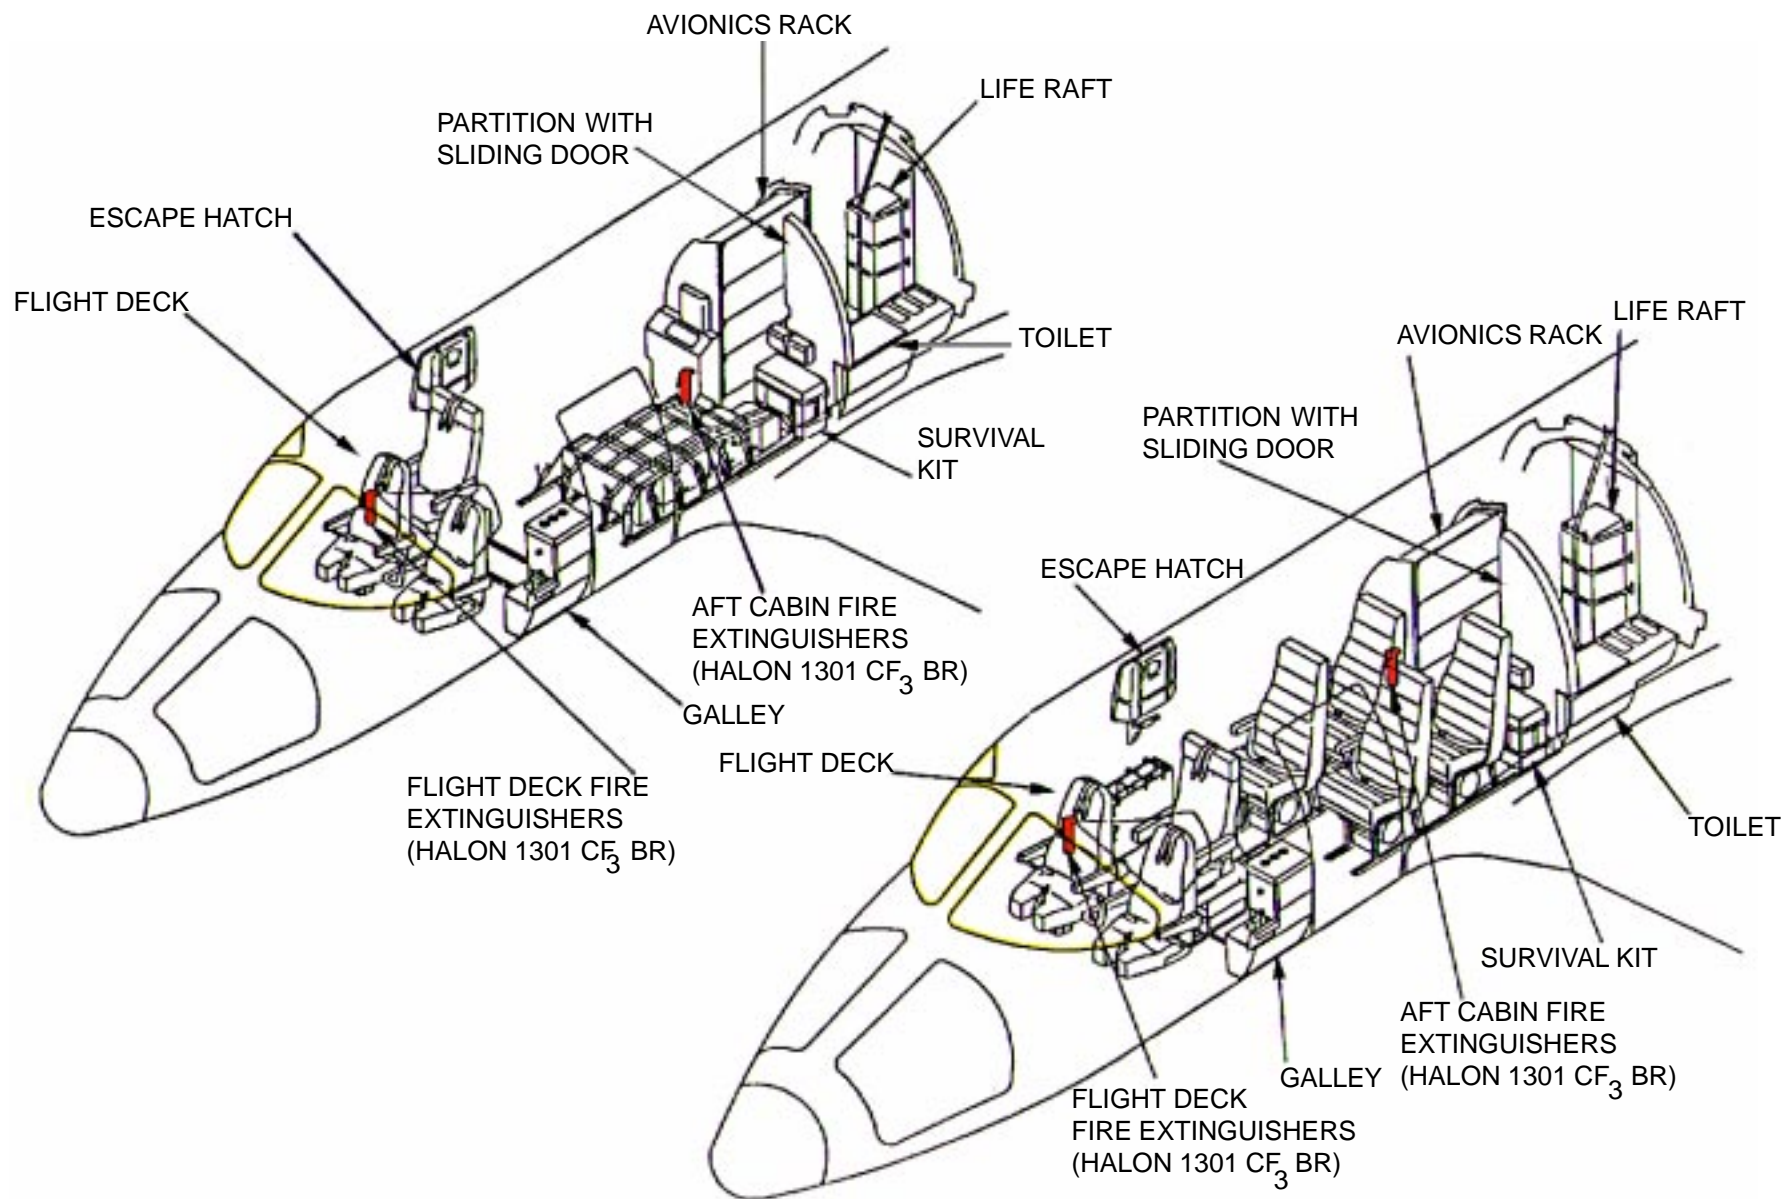 AVIONICS RACK
LIFE RAFT
PARTITION WITH
SLIDING DOOR
ESCAPE HATCH
FLIGHT DECK
TOILET
SURVIVAL
KIT
AFT CABIN FIRE
EXTINGUISHERS
(HALON 1301 CF3 BR)
GALLEY
FLIGHT DECK FIRE
EXTINGUISHERS
(HALON 1301 CF3 BR)
LIFE RAFT
AVIONICS RACK
PARTITION WITH
SLIDING DOOR
ESCAPE HATCH
FLIGHT DECK
TOILET
SURVIVAL KIT
AFT CABIN FIRE
EXTINGUISHERS
(HALON 1301 CF3 BR)
GALLEY
FLIGHT DECK
FIRE EXTINGUISHERS
(HALON 1301 CF3 BR)